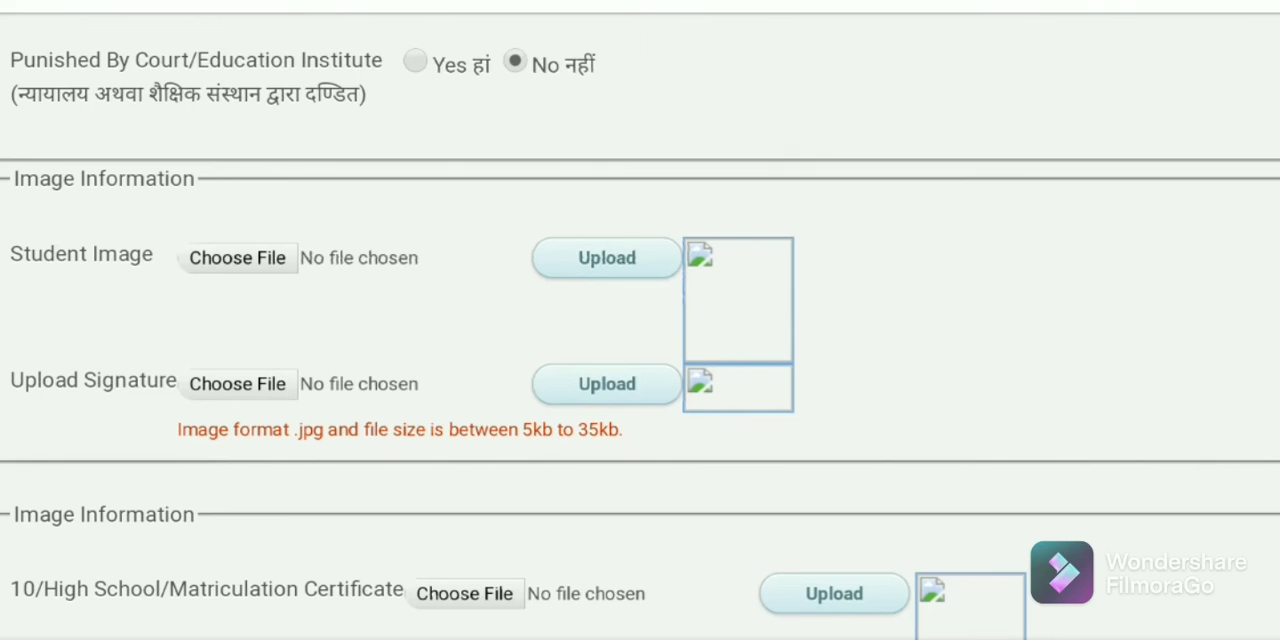 Punished By Court/Education Institute Yes हां No नहीं
(न्यायालय अथवा शैक्षिक संस्थान द्वारा दण्डित)
Image Information
Student Image Choose File No file chosen Upload
Upload Signature Choose File No file chosen Upload
Image format .jpg and file size is between 5kb to 35kb.
Image Information
10/High School/Matriculation Certificate Choose File No file chosen Upload
Wondershare
FilmoraGo